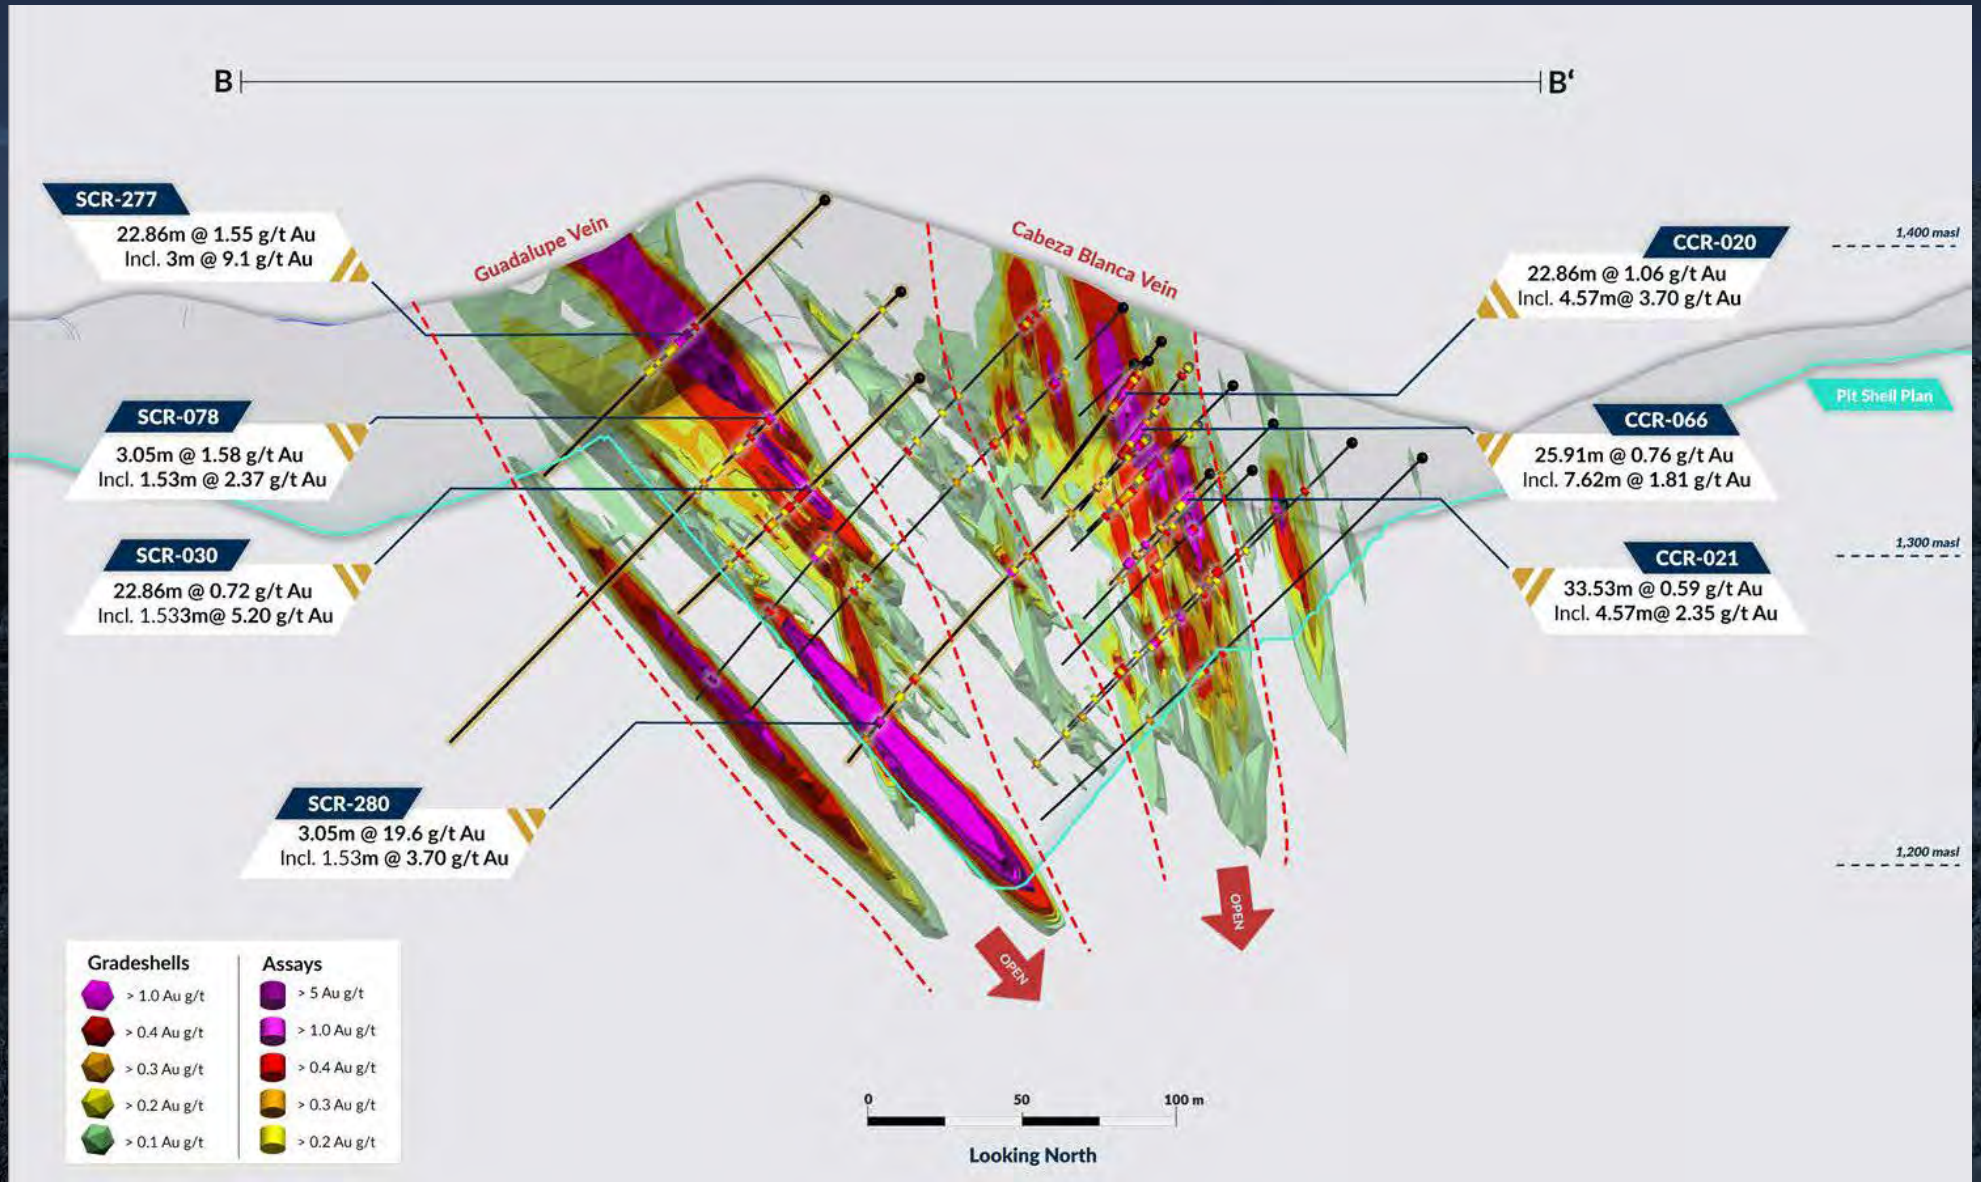 B
B‘
Guadalupe Vein
Cabeza Blanca Vein
SCR-277
22.86m @ 1.55 g/t Au
Incl. 3m @ 9.1 g/t Au
SCR-078
3.05m @ 1.58 g/t Au
Incl. 1.53m @ 2.37 g/t Au
SCR-030
22.86m @ 0.72 g/t Au
Incl. 1.533m@ 5.20 g/t Au
SCR-280
3.05m @ 19.6 g/t Au
Incl. 1.53m @ 3.70 g/t Au
CCR-020
22.86m @ 1.06 g/t Au
Incl. 4.57m@ 3.70 g/t Au
CCR-066
25.91m @ 0.76 g/t Au
Incl. 7.62m @ 1.81 g/t Au
CCR-021
33.53m @ 0.59 g/t Au
Incl. 4.57m@ 2.35 g/t Au
1,400 masl
Pit Shell Plan
1,300 masl
1,200 masl
OPEN
OPEN
Gradeshells
> 1.0 Au g/t
> 0.4 Au g/t
> 0.3 Au g/t
> 0.2 Au g/t
> 0.1 Au g/t
Assays
> 5 Au g/t
> 1.0 Au g/t
> 0.4 Au g/t
> 0.3 Au g/t
> 0.2 Au g/t
0 50 100 m
Looking North